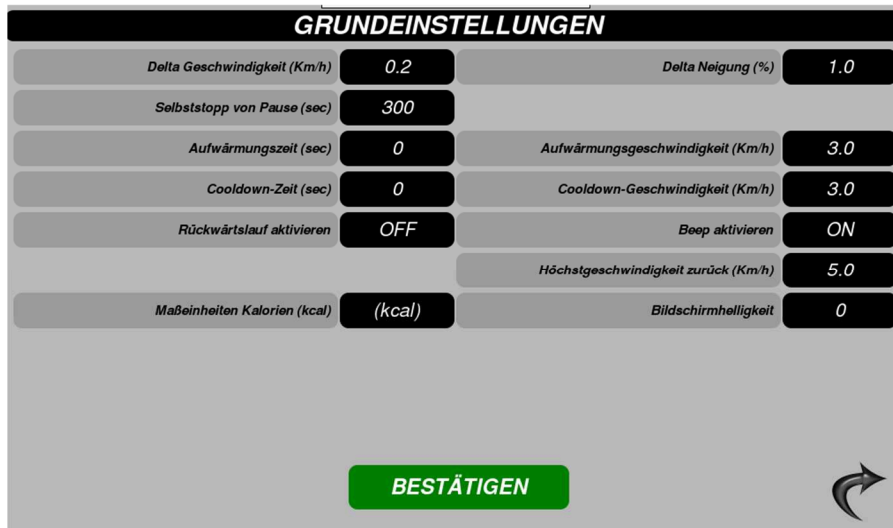 GRUNDEINSTELLUNGEN
Delta Geschwindigkeit (Km/h) 0.2 Delta Neigung (%) 1.0
Selbststopp von Pause (sec) 300
Aufwärmungszeit (sec) 0 Aufwärmungsgeschwindigkeit (Km/h) 3.0
Cooldown-Zeit (sec) 0 Cooldown-Geschwindigkeit (Km/h) 3.0
Rückwärtslauf aktivieren OFF Beep aktivieren ON
Höchstgeschwindigkeit zurück (Km/h) 5.0
Maßeinheiten Kalorien (kcal) (kcal) Bildschirmhelligkeit 0
BESTÄTIGEN